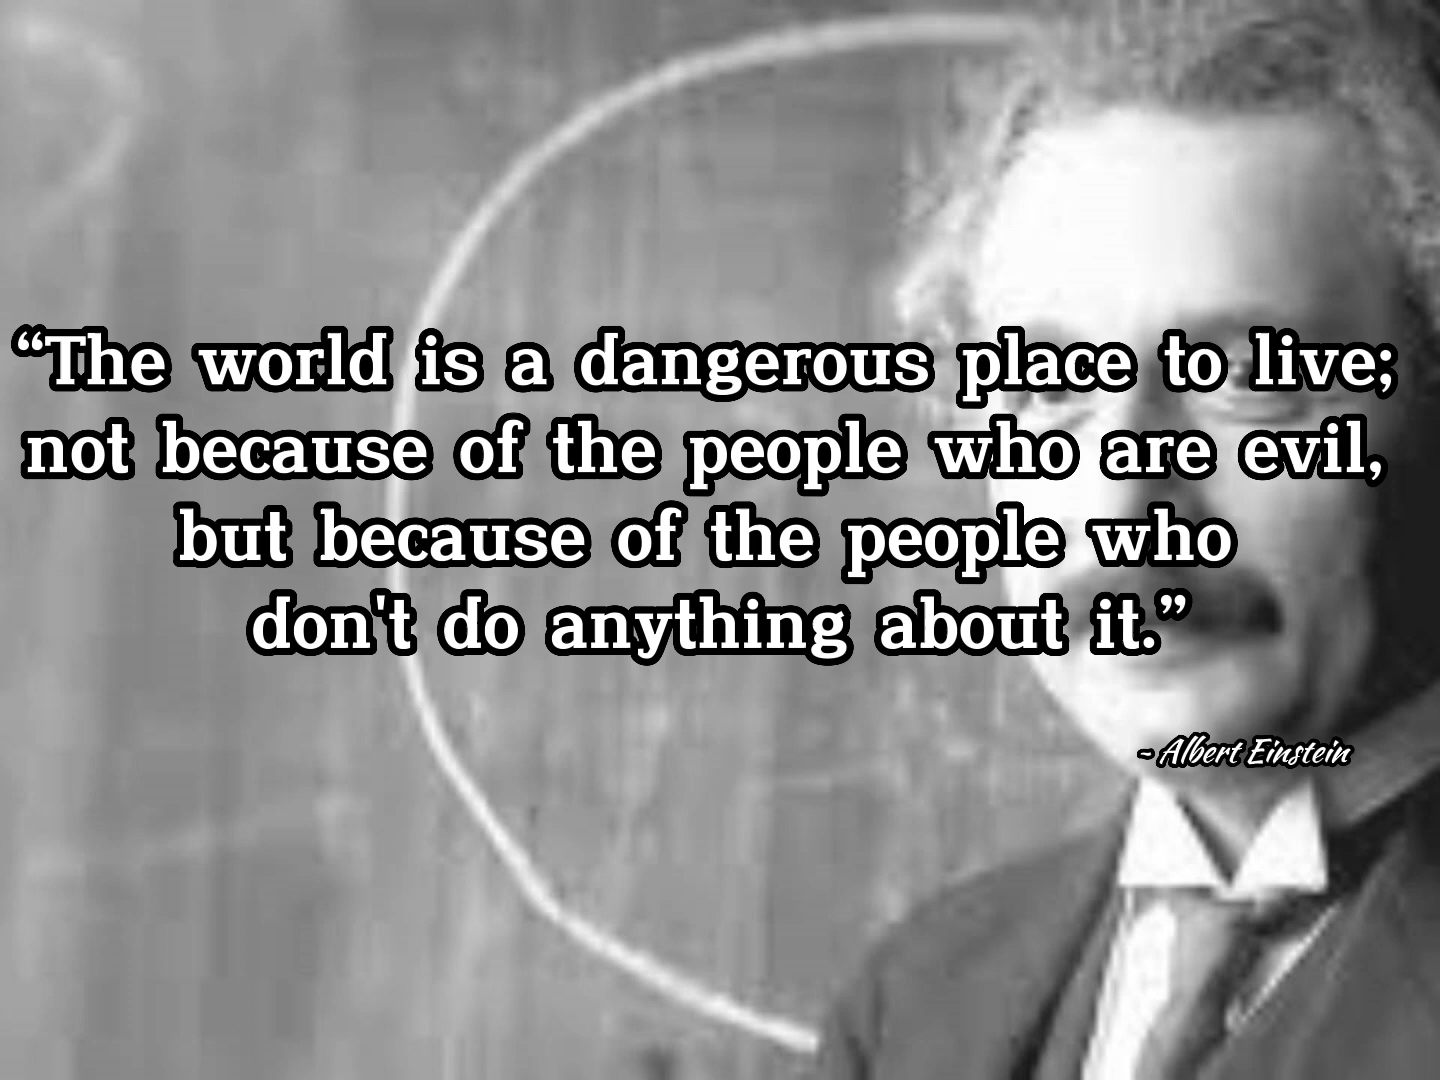 “The world is a dangerous place to live;
not because of the people who are evil,
but because of the people who
don't do anything about it.”
~ Albert Einstein